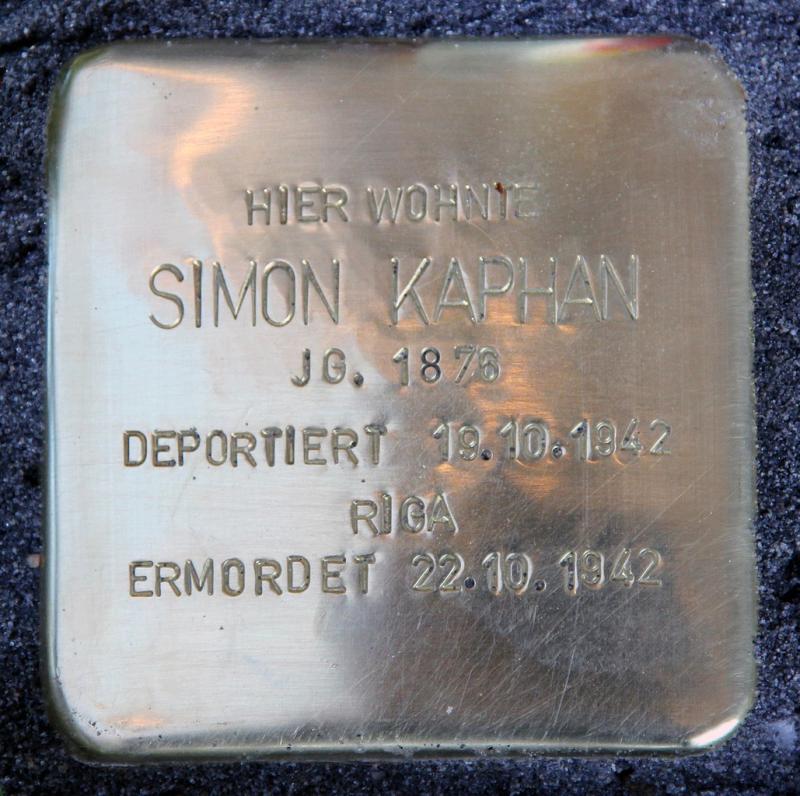 HIER WOHNTE
SIMON KAPHAN
JG. 1876
DEPORTIERT 19.10.1942
RIGA
ERMORDET 22.10.1942